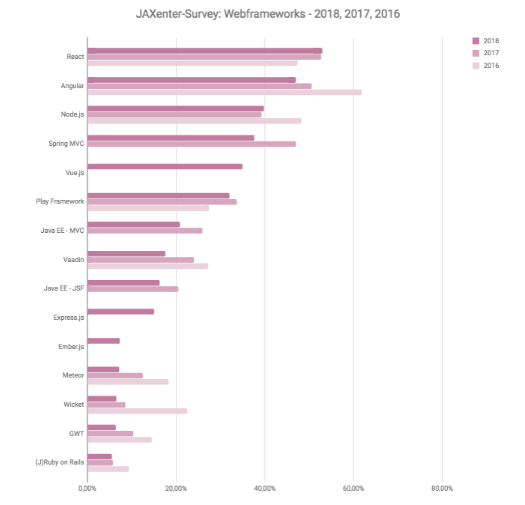 JAXenter-Survey: Webframeworks - 2018, 2017, 2016
2018
2017
2016
React
Angular
Node.js
Spring MVC
Vue.js
Play Framework
Java EE - MVC
Vaadin
Java EE - JSF
Express.js
Ember.js
Meteor
Wicket
GWT
(J)Ruby on Rails
0,00% 20,00% 40,00% 60,00% 80,00%